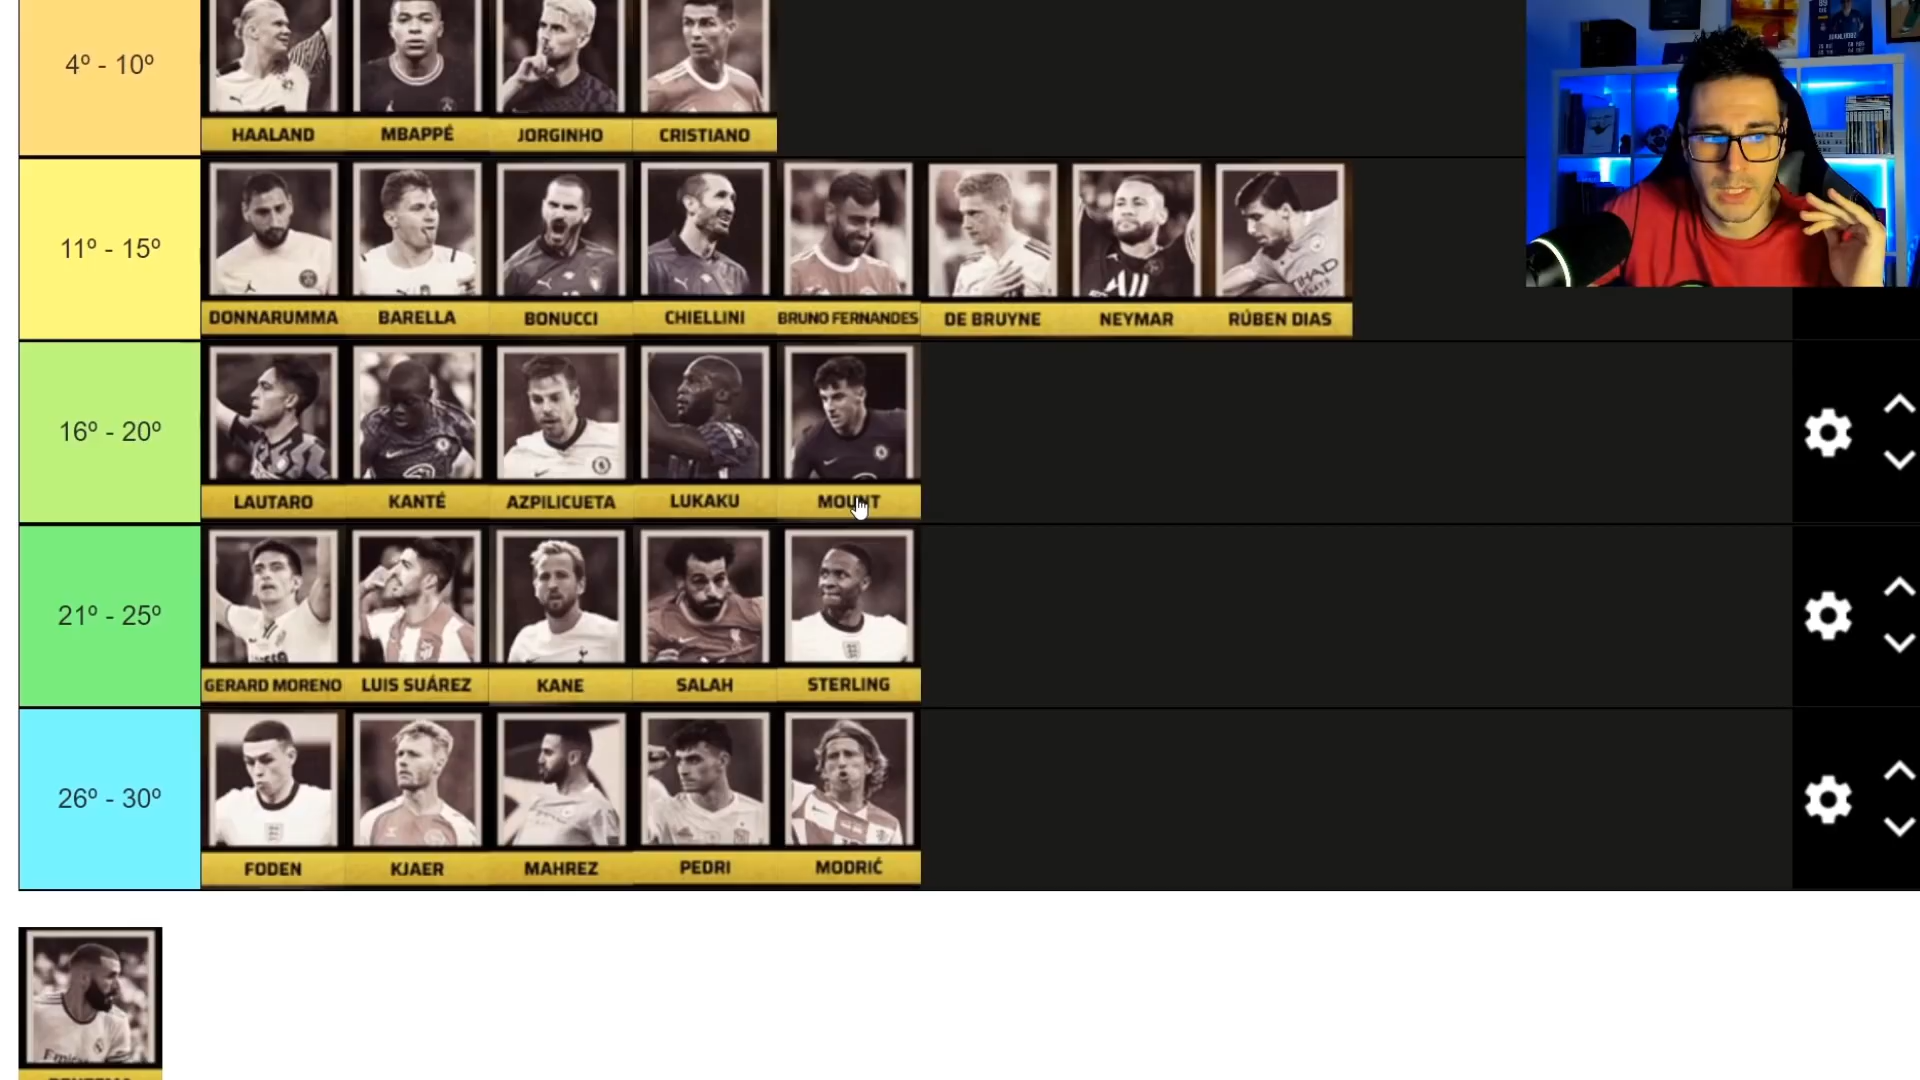 4º - 10º
HAALAND MBAPPÉ JORGINHO CRISTIANO
11º - 15º
DONNARUMMA BARELLA BONUCCI CHIELLINI BRUNO FERNANDES DE BRUYNE NEYMAR RÚBEN DIAS
16º - 20º
LAUTARO KANTÉ AZPILICUETA LUKAKU MOUNT
21º - 25º
GERARD MORENO LUIS SUÁREZ KANE SALAH STERLING
26º - 30º
FODEN KJAER MAHREZ PEDRI MODRIĆ